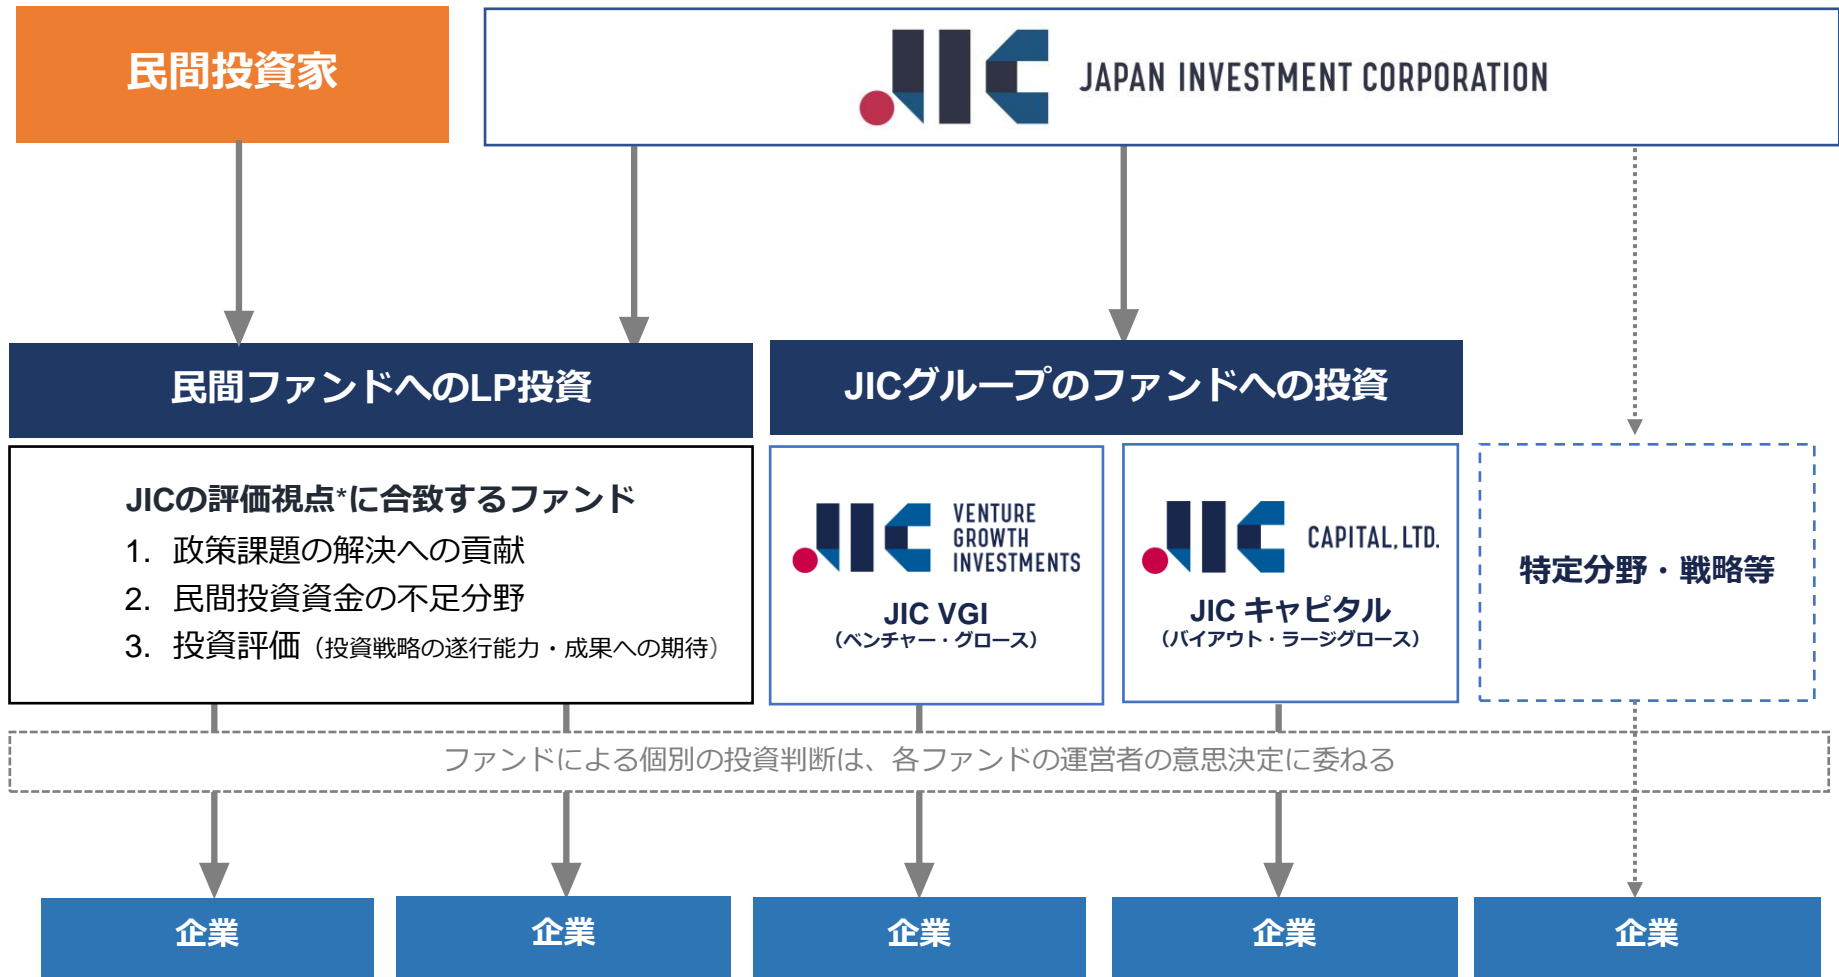 民間投資家
JIC JAPAN INVESTMENT CORPORATION
民間ファンドへのLP投資
JICグループのファンドへの投資
JICの評価視点*に合致するファンド
1. 政策課題の解決への貢献
2. 民間投資資金の不足分野
3. 投資評価（投資戦略の遂行能力・成果への期待）
JIC VENTURE
GROWTH
INVESTMENTS
JIC VGI
（ベンチャー・グロース）
JIC CAPITAL, LTD.
JIC キャピタル
（バイアウト・ラージグロース）
特定分野・戦略等
ファンドによる個別の投資判断は、各ファンドの運営者の意思決定に委ねる
企業
企業
企業
企業
企業